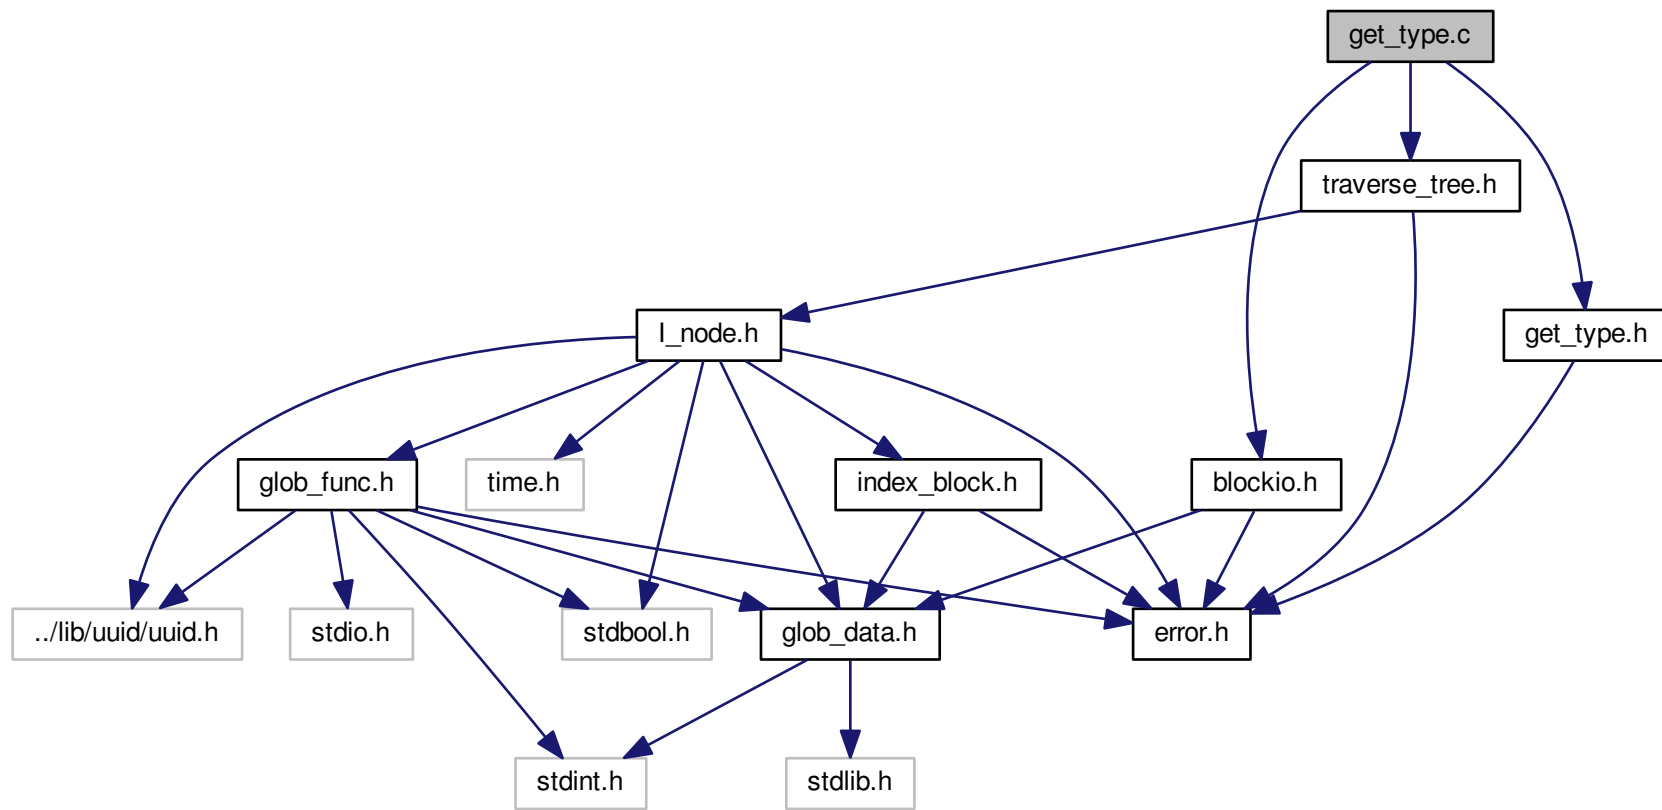 get_type.c
traverse_tree.h
I_node.h
get_type.h
glob_func.h
time.h
index_block.h
blockio.h
../lib/uuid/uuid.h
stdio.h
stdbool.h
glob_data.h
error.h
stdint.h
stdlib.h